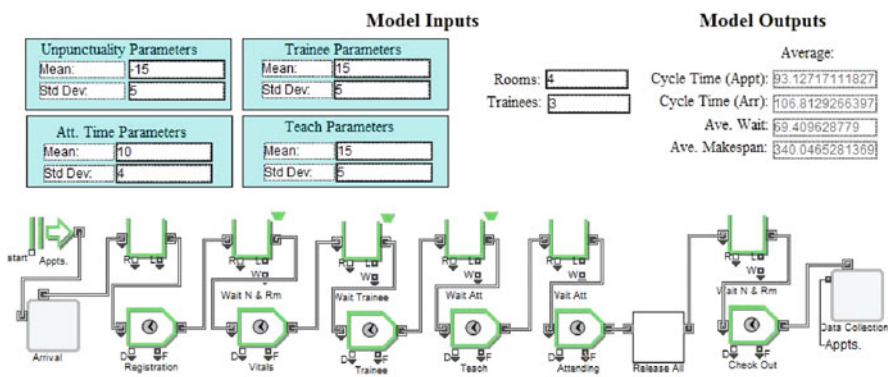 Model Inputs
Model Outputs
Unpunctuality Parameters
Mean: -15
Std Dev: 5
Trainee Parameters
Mean: 15
Std Dev: 5
Att. Time Parameters
Mean: 10
Std Dev: 4
Teach Parameters
Mean: 15
Std Dev: 5
Rooms: 4
Trainees: 3
Average:
Cycle Time (Appt): 93.12717111827
Cycle Time (Arr): 106.8129266397
Ave. Wait: 69.409628779
Ave. Makespan: 340.0465281369
start
Appts.
R L
R L
W
R L
W
R L
W
R L
W
R L
W
Wait N & Rm
Wait Trainee
Wait Att
Wait Att
Wait N & Rm
D F
D F
D F
D F
D F
D F
Arrival
Registration
Vitals
Trainee
Teach
Attending
Release All
Check Out
Data Collection
Appts.